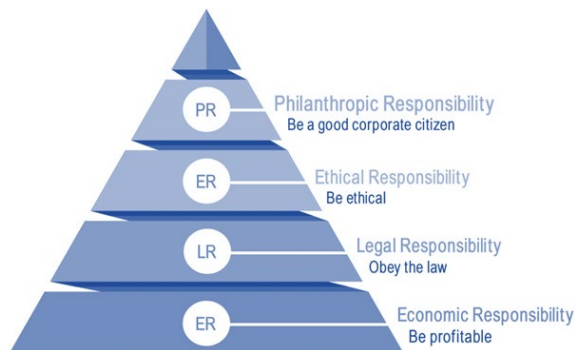 PR
Philanthropic Responsibility
Be a good corporate citizen
ER
Ethical Responsibility
Be ethical
LR
Legal Responsibility
Obey the law
ER
Economic Responsibility
Be profitable